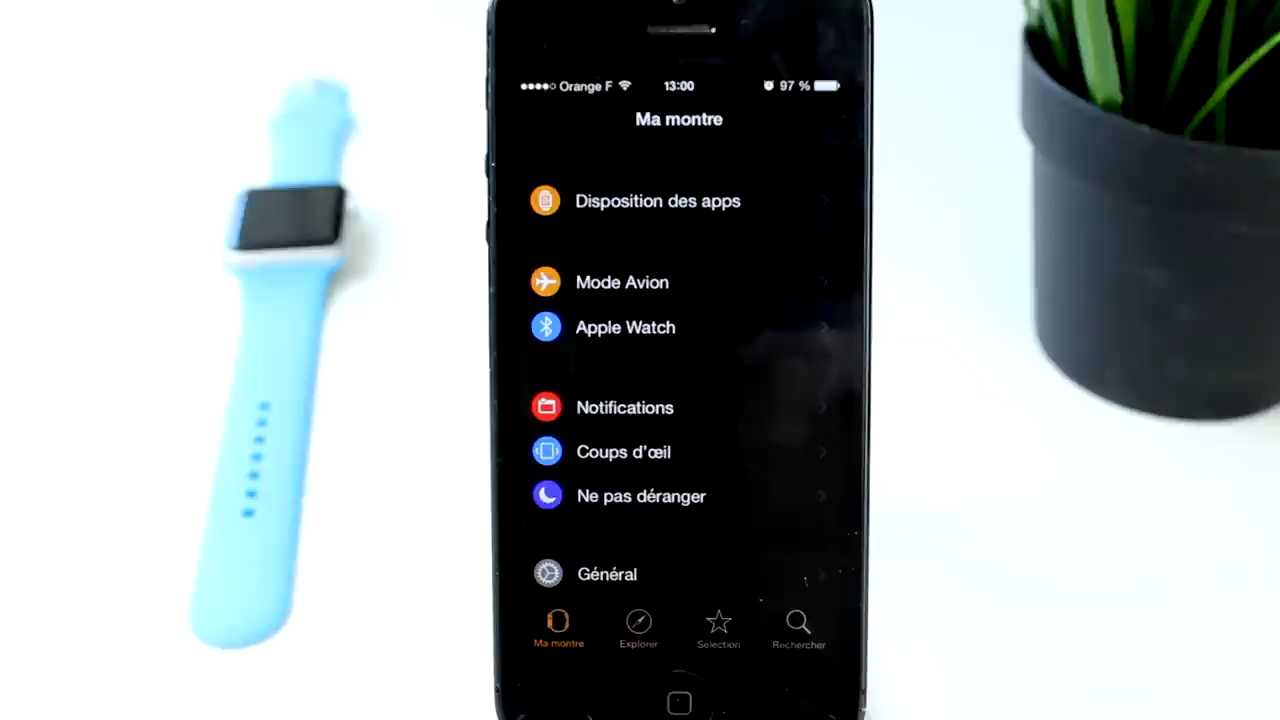 Orange F 13:00 97 %
Ma montre
Disposition des apps
Mode Avion
Apple Watch
Notifications
Coups d'œil
Ne pas déranger
Général
Ma montre Explorer Sélection Rechercher